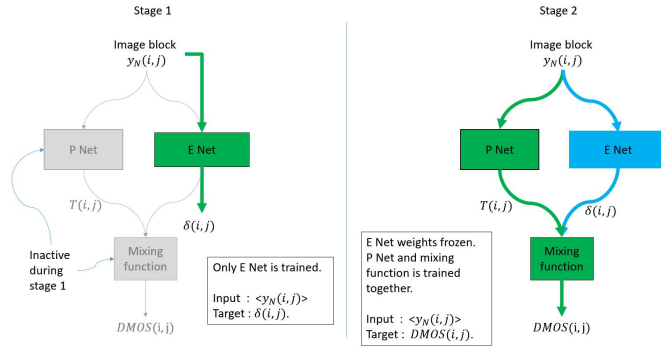 Stage 1
Image block
y_N(i,j)
P Net
E Net
T(i,j)
δ(i,j)
Inactive
during
stage 1
Mixing
function
DMOS(i,j)
Only E Net is trained.
Input : <y_N(i,j)>
Target : δ(i,j).
Stage 2
Image block
y_N(i,j)
P Net
E Net
T(i,j)
δ(i,j)
E Net weights frozen.
P Net and mixing
function is trained
together.
Input : <y_N(i,j)>
Target : DMOS(i,j).
Mixing
function
DMOS(i,j)